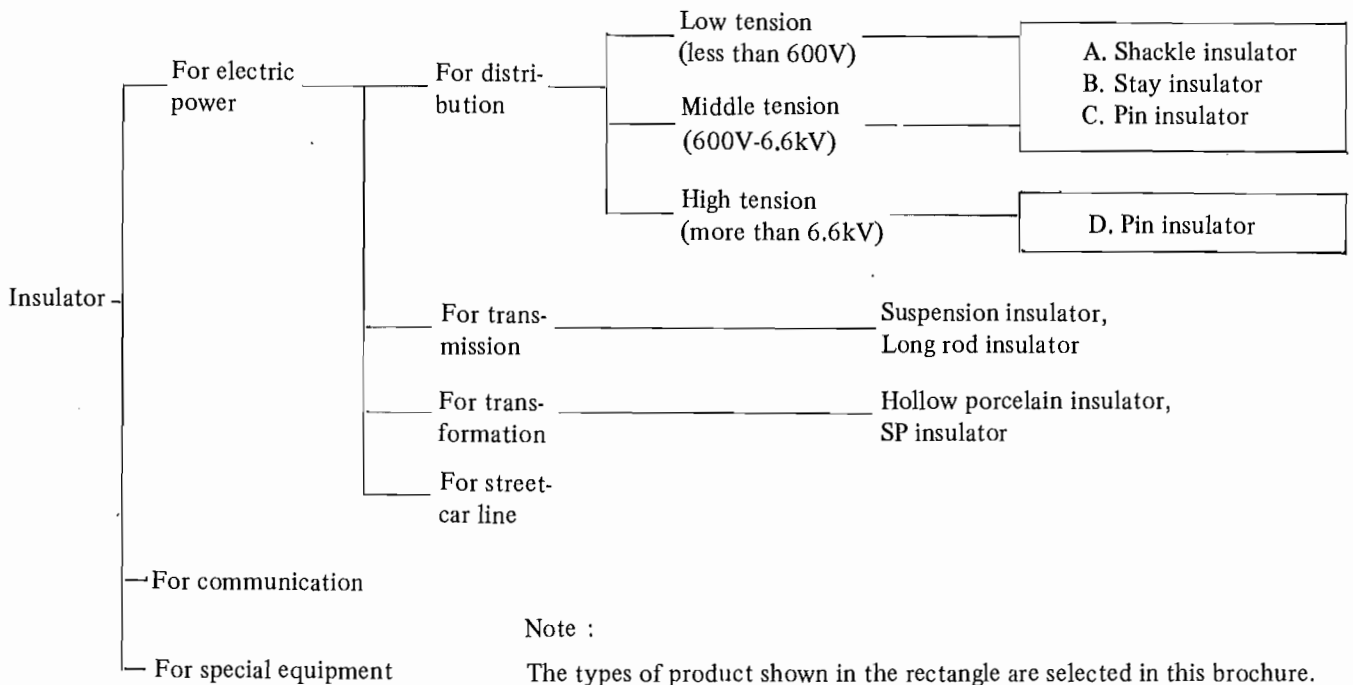 Low tension
(less than 600V)
A. Shackle insulator
B. Stay insulator
C. Pin insulator
For electric
power
For distri-
bution
Middle tension
(600V-6.6kV)
High tension
(more than 6.6kV)
D. Pin insulator
Insulator
For trans-
mission
Suspension insulator,
Long rod insulator
For trans-
formation
Hollow porcelain insulator,
SP insulator
For street-
car line
For communication
For special equipment
Note :
The types of product shown in the rectangle are selected in this brochure.